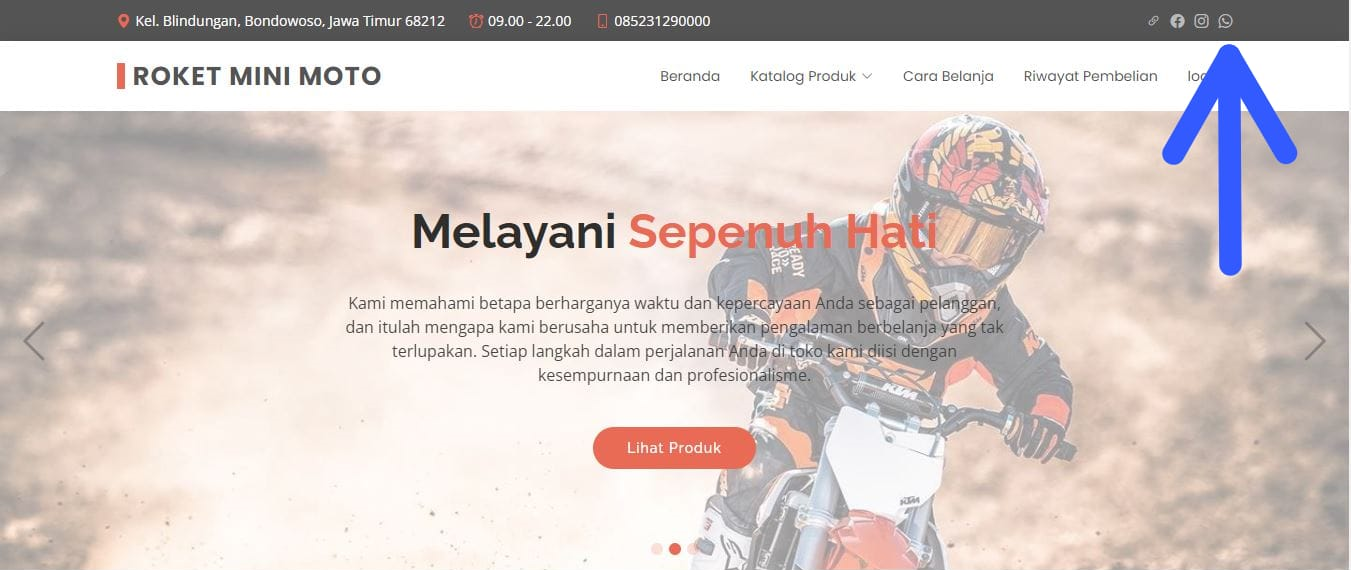 Kel. Blindungan, Bondowoso, Jawa Timur 68212 09.00 - 22.00 085231290000
ROKET MINI MOTO Beranda Katalog Produk Cara Belanja Riwayat Pembelian
Melayani Sepenuh Hati
READY
RACE
Kami memahami betapa berharganya waktu dan kepercayaan Anda sebagai pelanggan,
dan itulah mengapa kami berusaha untuk memberikan pengalaman berbelanja yang tak
terlupakan. Setiap langkah dalam perjalanan Anda di toko kami diisi dengan
kesempurnaan dan profesionalisme.
KTM
Lihat Produk
KTM